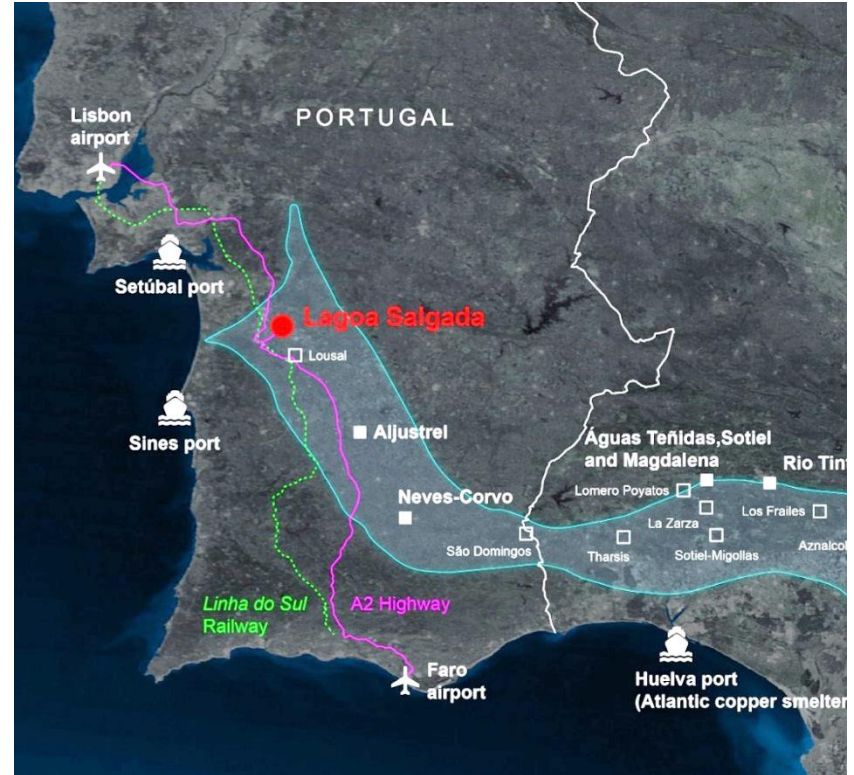 Lisbon
airport
PORTUGAL
Setúbal port
Lagoa Salgada
Lousal
Sines port
Aljustrel
Águas Teñidas,Sotiel
and Magdalena
Rio Tint
Lomero Poyatos
Neves-Corvo
La Zarza
Los Frailes
São Domingos
Tharsis
Sotiel-Migollas
Aznalcol
Linha do Sul
Railway
A2 Highway
Faro
airport
Huelva port
(Atlantic copper smelter